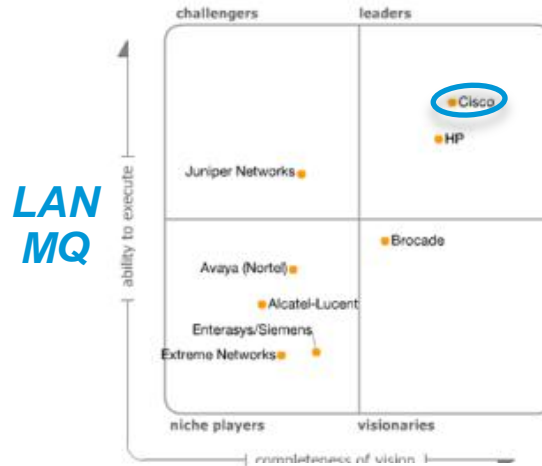 challengers
leaders
Cisco
HP
Juniper Networks
LAN
MQ
ability to execute
Brocade
Avaya (Nortel)
Alcatel-Lucent
Enterasys/Siemens
Extreme Networks
niche players
visionaries
completeness of vision